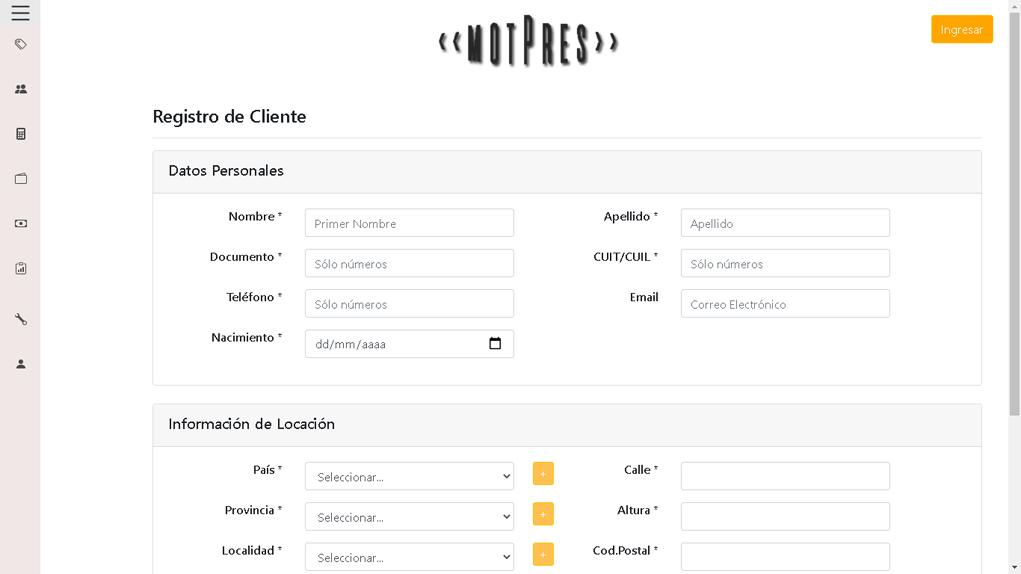 ‹‹MOTPRES››
Ingresar
Registro de Cliente
Datos Personales
Nombre * Primer Nombre Apellido * Apellido
Documento * Sólo números CUIT/CUIL * Sólo números
Teléfono * Sólo números Email Correo Electrónico
Nacimiento * dd/mm/aaaa
Información de Locación
País * Seleccionar... + Calle *
Provincia * Seleccionar... + Altura *
Localidad * Seleccionar... + Cod.Postal *